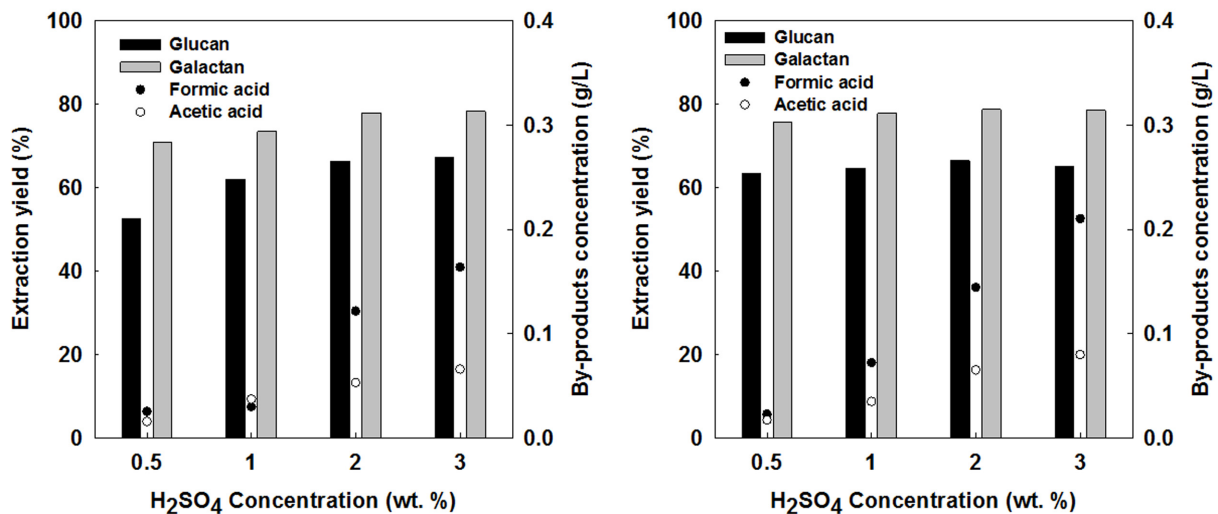 Extraction yield (%)
100
80
60
40
20
0
Glucan
Galactan
Formic acid
Acetic acid
0.4
0.3
0.2
0.1
0.0
By-products concentration (g/L)
0.5 1 2 3
H₂SO₄ Concentration (wt. %)
Extraction yield (%)
100
80
60
40
20
0
Glucan
Galactan
Formic acid
Acetic acid
0.4
0.3
0.2
0.1
0.0
By-products concentration (g/L)
0.5 1 2 3
H₂SO₄ Concentration (wt. %)